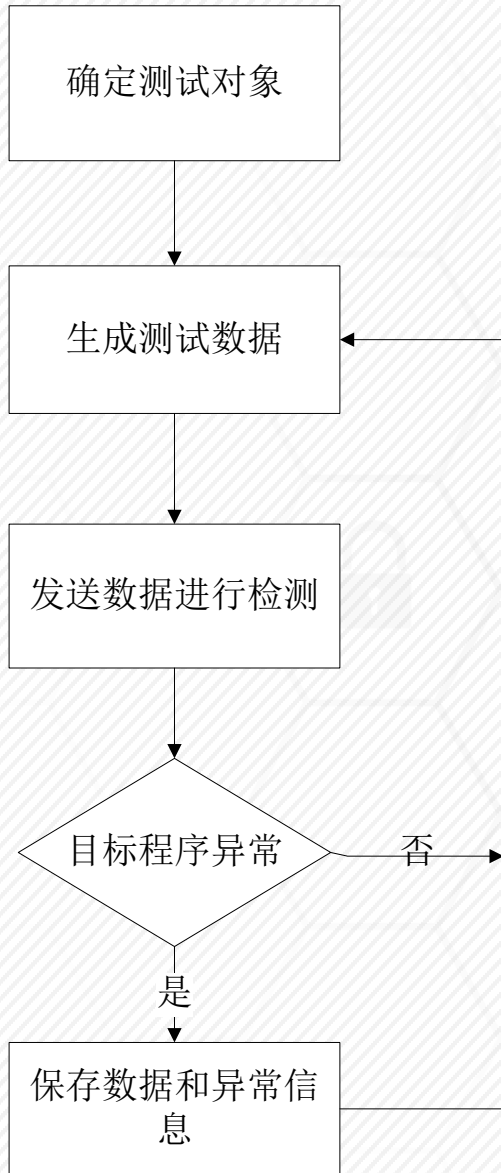 确定测试对象
生成测试数据
发送数据进行检测
目标程序异常
否
是
保存数据和异常信
息